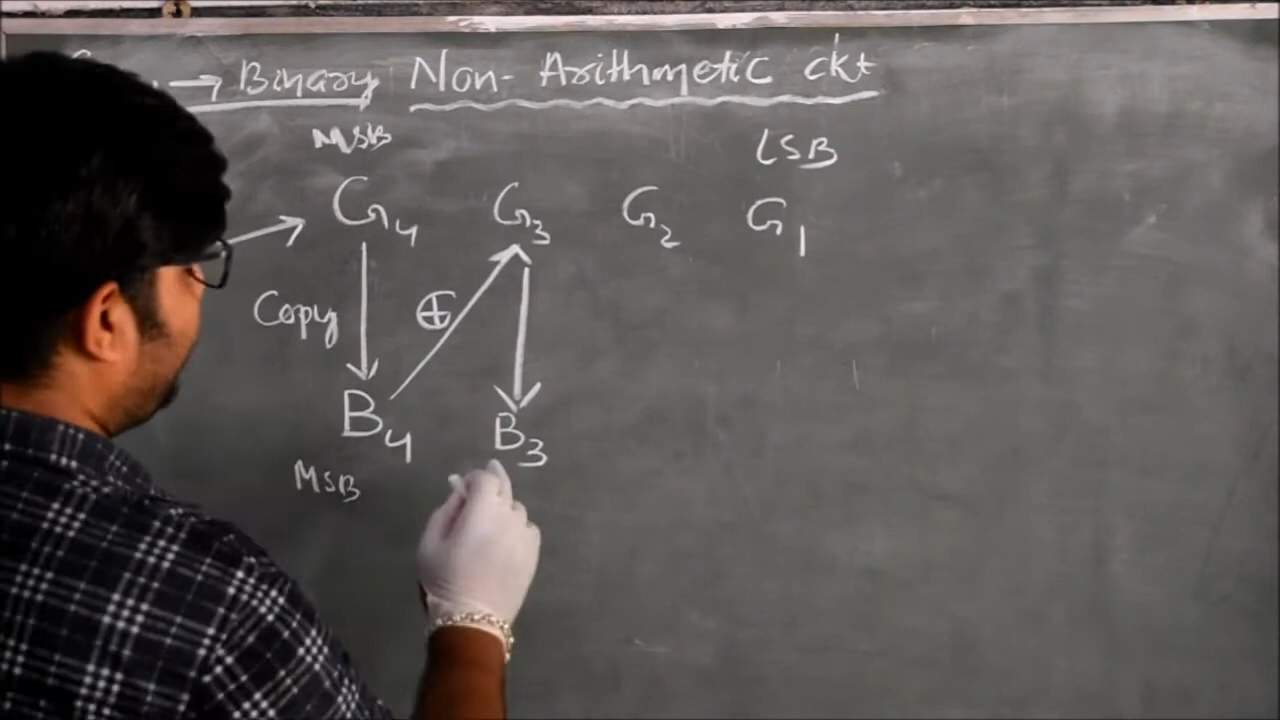 → Binary Non-Arithmetic ckt
MSB LSB
G4 G3 G2 G1
Copy ⊕
B4 B3
MSB